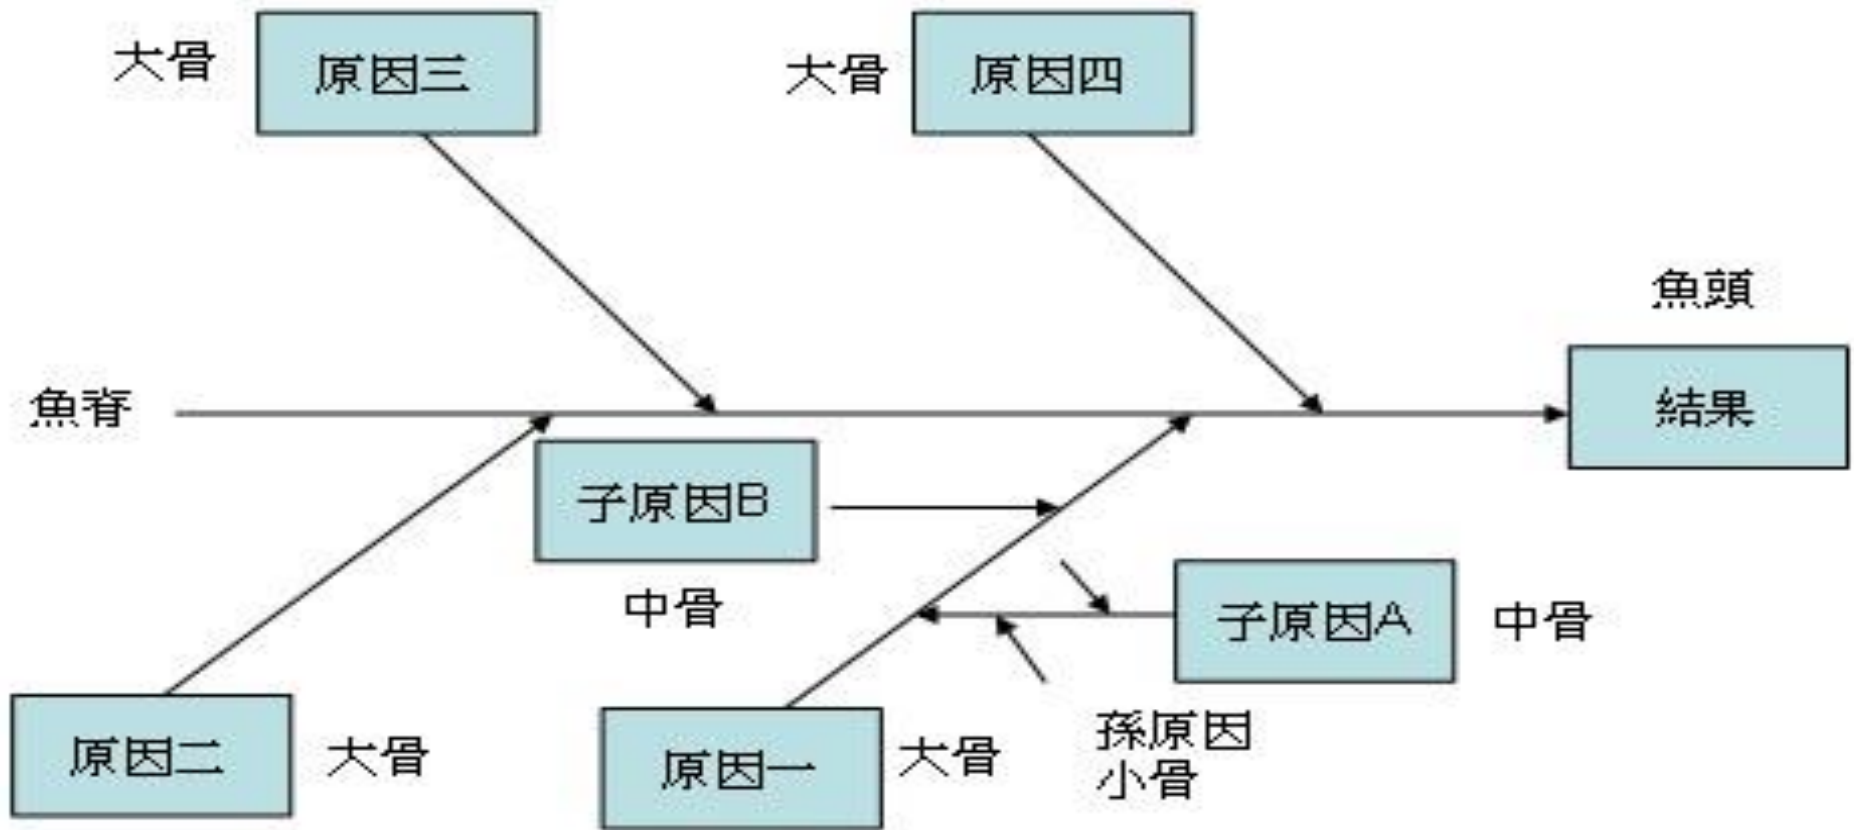 大骨
原因三
大骨
原因四
魚頭
魚脊
結果
子原因B
中骨
子原因A
中骨
原因二
大骨
原因一
大骨
孫原因
小骨